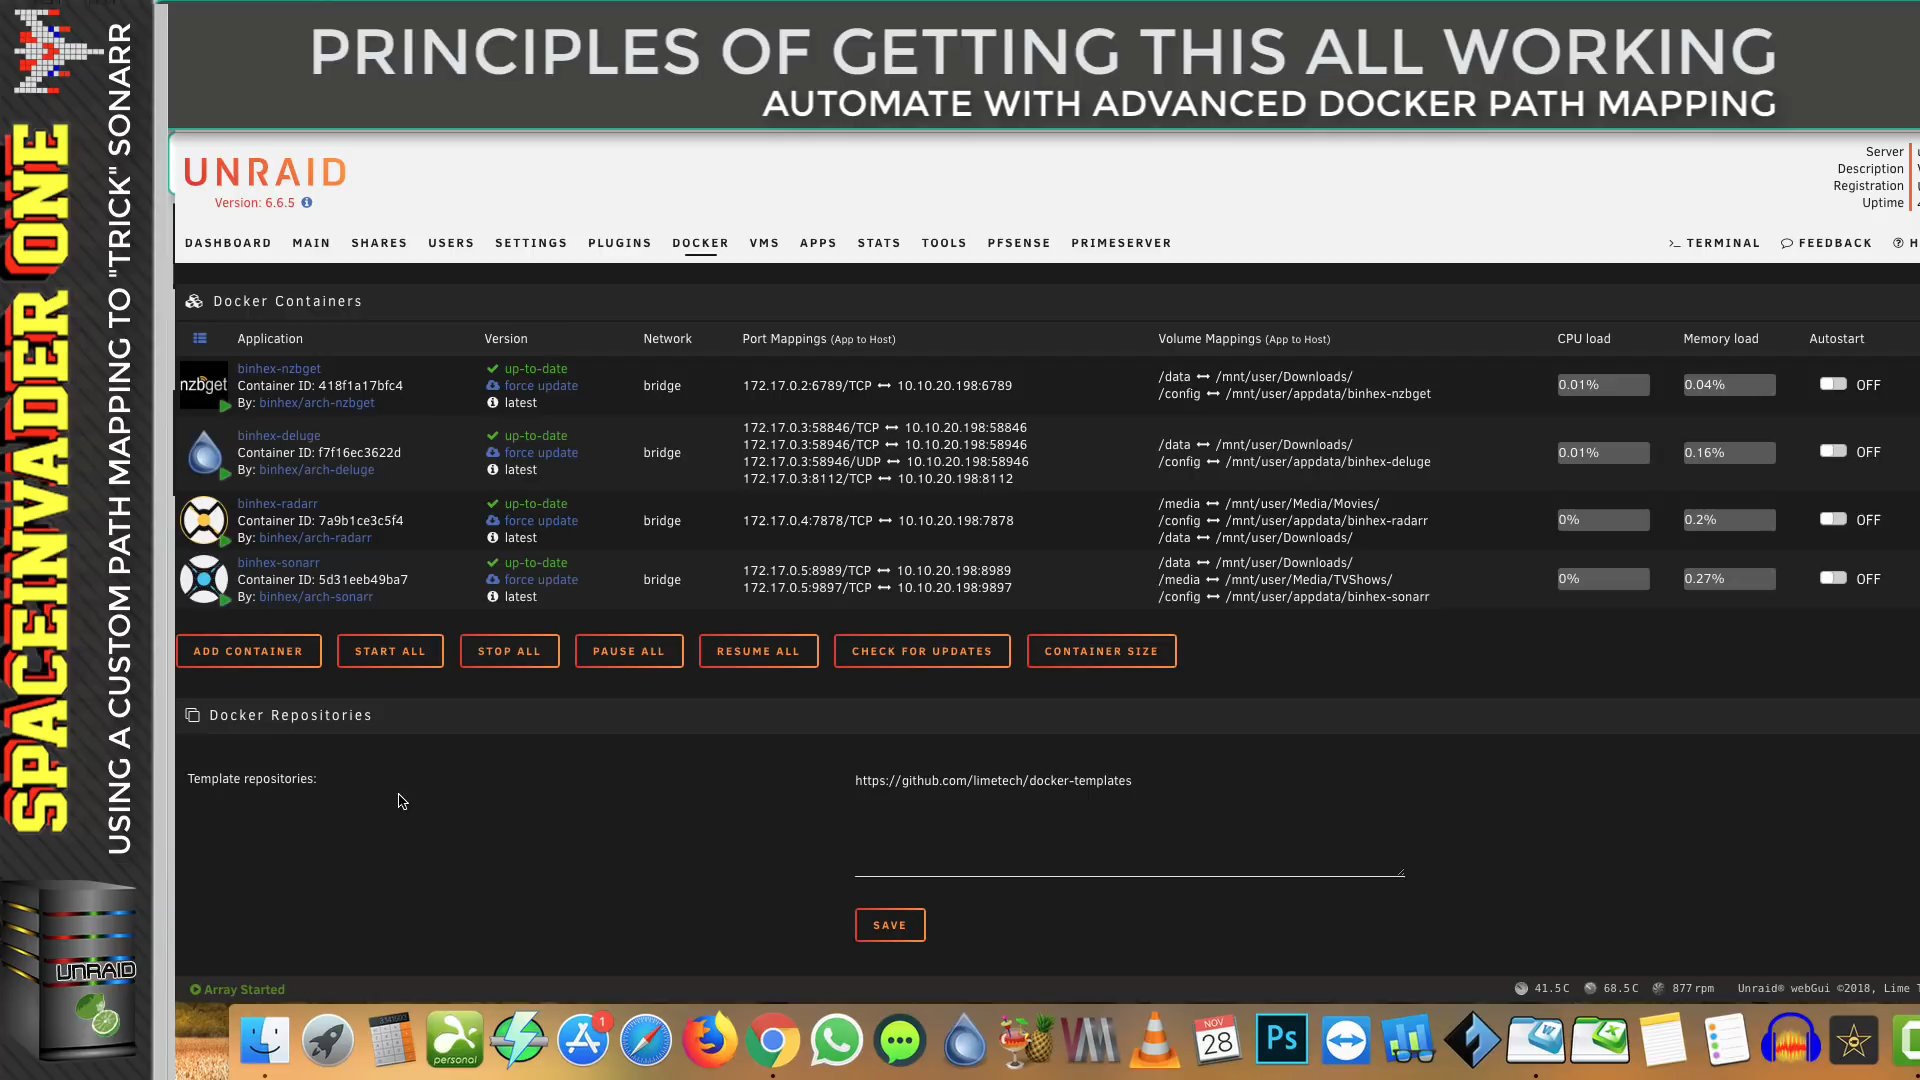 SPACEINVADER ONE
USING A CUSTOM PATH MAPPING TO "TRICK" SONARR
PRINCIPLES OF GETTING THIS ALL WORKING
AUTOMATE WITH ADVANCED DOCKER PATH MAPPING
UNRAID
Version: 6.6.5
Server
Description
Registration
Uptime
DASHBOARD MAIN SHARES USERS SETTINGS PLUGINS DOCKER VMS APPS STATS TOOLS PFSENSE PRIMESERVER >_ TERMINAL FEEDBACK H
Docker Containers
Application Version Network Port Mappings (App to Host) Volume Mappings (App to Host) CPU load Memory load Autostart
nzbget
binhex-nzbget
Container ID: 418f1a17bfc4
By: binhex/arch-nzbget
up-to-date
force update
latest
bridge
172.17.0.2:6789/TCP ↔ 10.10.20.198:6789
/data ↔ /mnt/user/Downloads/
/config ↔ /mnt/user/appdata/binhex-nzbget
0.01%
0.04%
OFF
binhex-deluge
Container ID: f7f16ec3622d
By: binhex/arch-deluge
up-to-date
force update
latest
bridge
172.17.0.3:58846/TCP ↔ 10.10.20.198:58846
172.17.0.3:58946/TCP ↔ 10.10.20.198:58946
172.17.0.3:58946/UDP ↔ 10.10.20.198:58946
172.17.0.3:8112/TCP ↔ 10.10.20.198:8112
/data ↔ /mnt/user/Downloads/
/config ↔ /mnt/user/appdata/binhex-deluge
0.01%
0.16%
OFF
binhex-radarr
Container ID: 7a9b1ce3c5f4
By: binhex/arch-radarr
up-to-date
force update
latest
bridge
172.17.0.4:7878/TCP ↔ 10.10.20.198:7878
/media ↔ /mnt/user/Media/Movies/
/config ↔ /mnt/user/appdata/binhex-radarr
/data ↔ /mnt/user/Downloads/
0%
0.2%
OFF
binhex-sonarr
Container ID: 5d31eeb49ba7
By: binhex/arch-sonarr
up-to-date
force update
latest
bridge
172.17.0.5:8989/TCP ↔ 10.10.20.198:8989
172.17.0.5:9897/TCP ↔ 10.10.20.198:9897
/data ↔ /mnt/user/Downloads/
/media ↔ /mnt/user/Media/TVShows/
/config ↔ /mnt/user/appdata/binhex-sonarr
0%
0.27%
OFF
ADD CONTAINER START ALL STOP ALL PAUSE ALL RESUME ALL CHECK FOR UPDATES CONTAINER SIZE
Docker Repositories
Template repositories:
https://github.com/limetech/docker-templates
SAVE
Array Started
41.5C 68.5C 877 rpm Unraid® webGui ©2018, Lime T
UNRAID
personal
1
NOV
28
Ps
W
X